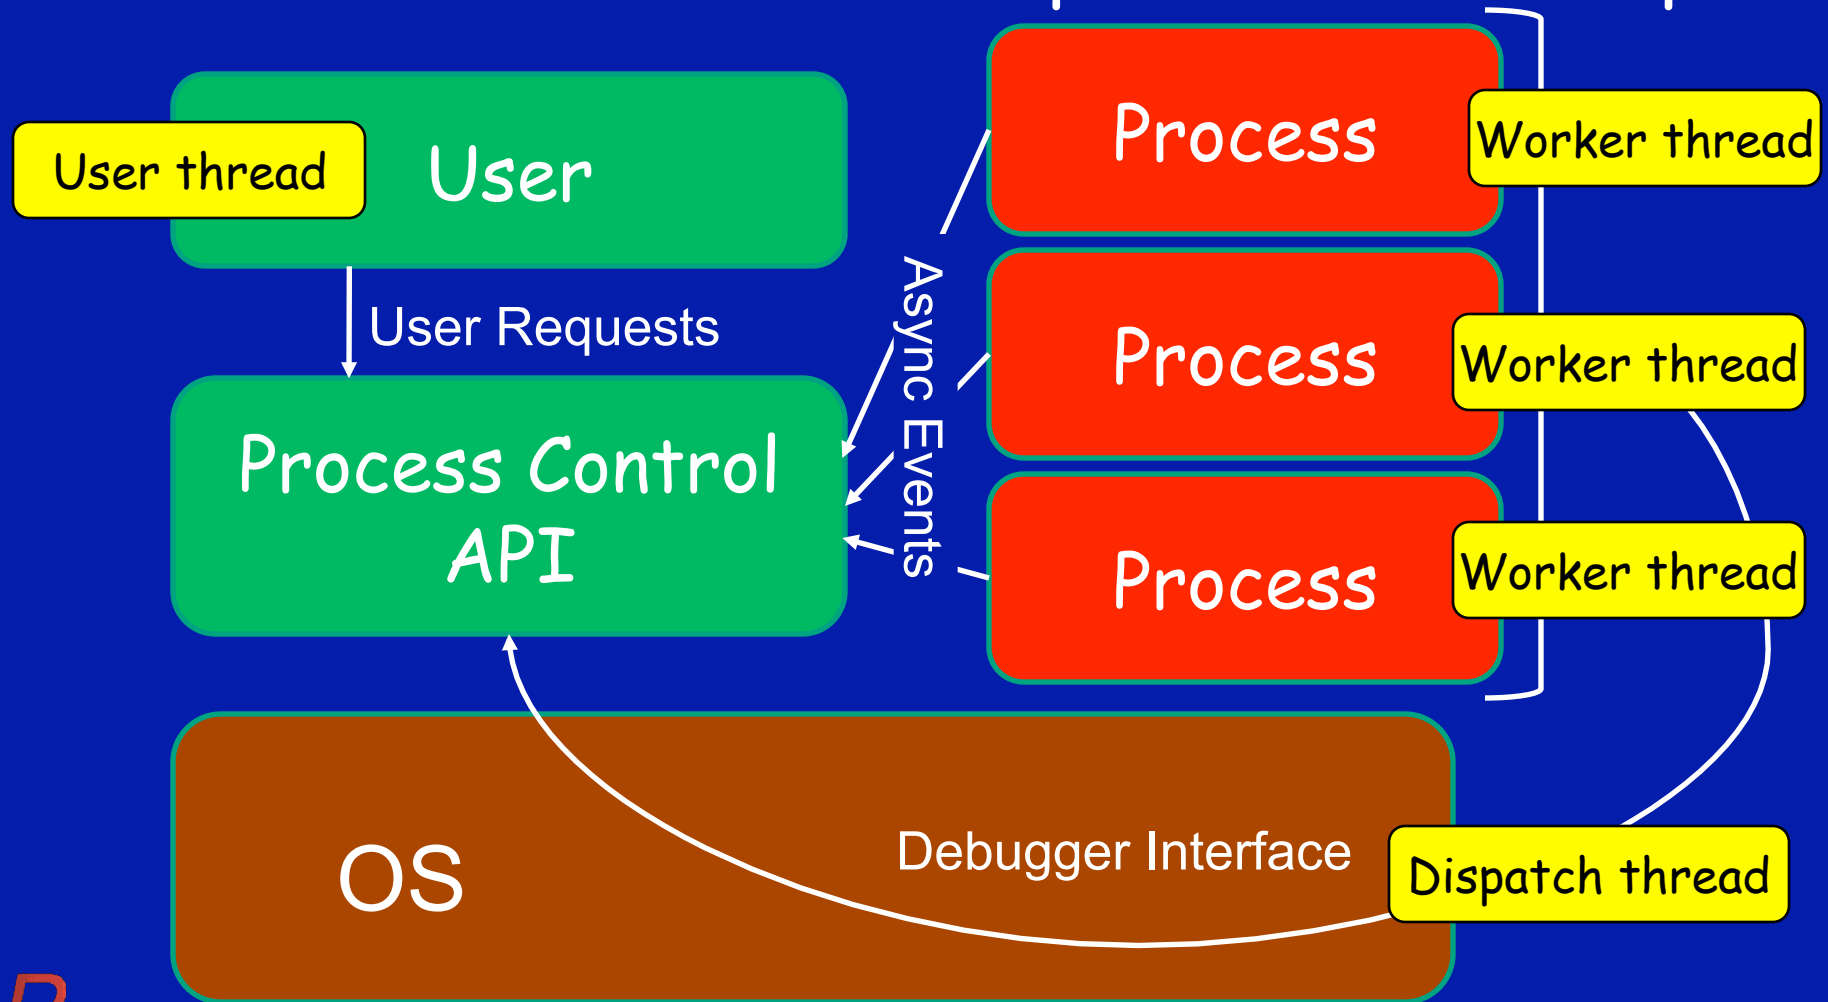 User thread
User
User Requests
Process Control
API
Async Events
Process
Worker thread
Process
Worker thread
Process
Worker thread
OS
Debugger Interface
Dispatch thread